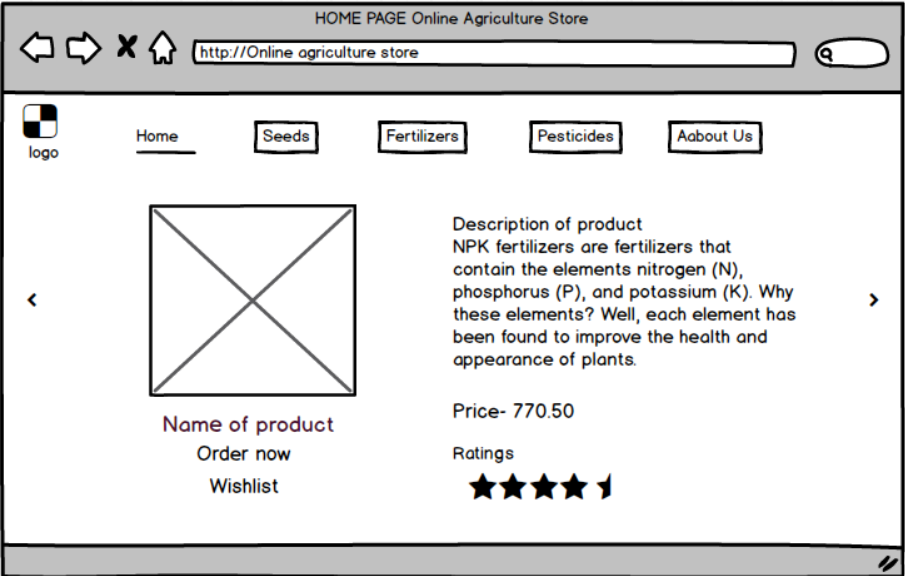 HOME PAGE Online Agriculture Store
http://Online agriculture store
logo
Home
Seeds
Fertilizers
Pesticides
Aabout Us
Description of product
NPK fertilizers are fertilizers that
contain the elements nitrogen (N),
phosphorus (P), and potassium (K). Why
these elements? Well, each element has
been found to improve the health and
appearance of plants.
Price- 770.50
Ratings
Name of product
Order now
Wishlist